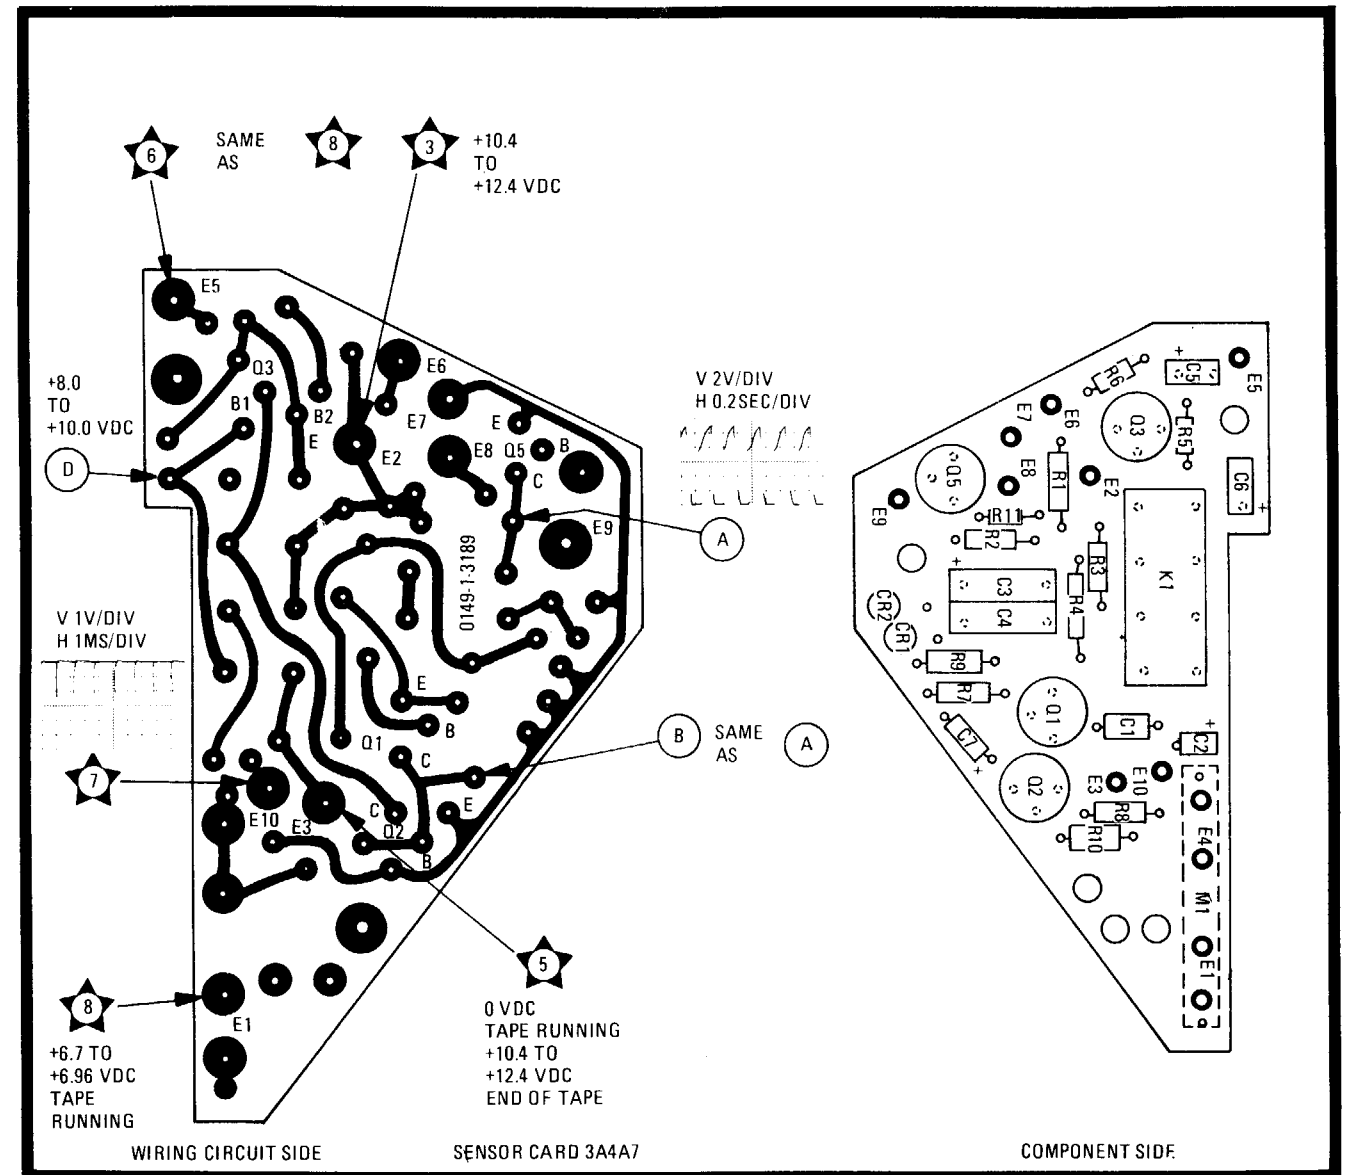 6
SAME
AS
8
3
+10.4
TO
+12.4 VDC
E5
Q3
B1
B2
E
E6
E7
E2
E8
E
B
Q5
C
E9
+8.0
TO
+10.0 VDC
D
V 2V/DIV
H 0.2SEC/DIV
A
0149-1-3189
V 1V/DIV
H 1MS/DIV
E
B
Q1
C
B
SAME
AS
A
7
E10
E3
C
Q2
E
B
8
+6.7 TO
+6.96 VDC
TAPE
RUNNING
E1
5
0 VDC
TAPE RUNNING
+10.4 TO
+12.4 VDC
END OF TAPE
R6
C5
+
E5
E7
E6
Q3
R5
Q5
E8
R1
E2
C6
+
E9
R11
R2
+
R3
K1
C3
C4
R4
CR2
CR1
R9
R7
Q1
C7
+
C1
+
C2
Q2
E3
E10
R8
R10
E4
M1
E1
WIRING CIRCUIT SIDE
SENSOR CARD 3A4A7
COMPONENT SIDE